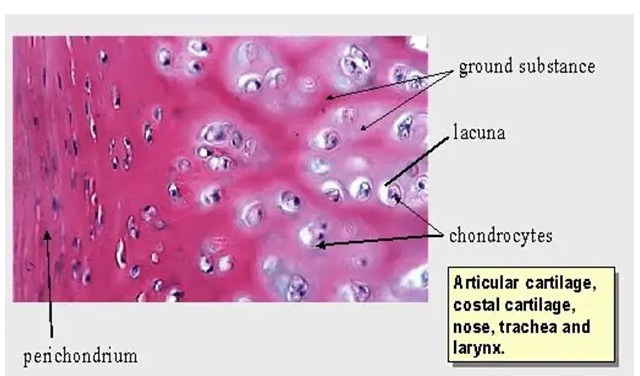 ground substance
lacuna
chondrocytes
Articular cartilage,
costal cartilage,
nose, trachea and
larynx.
perichondrium